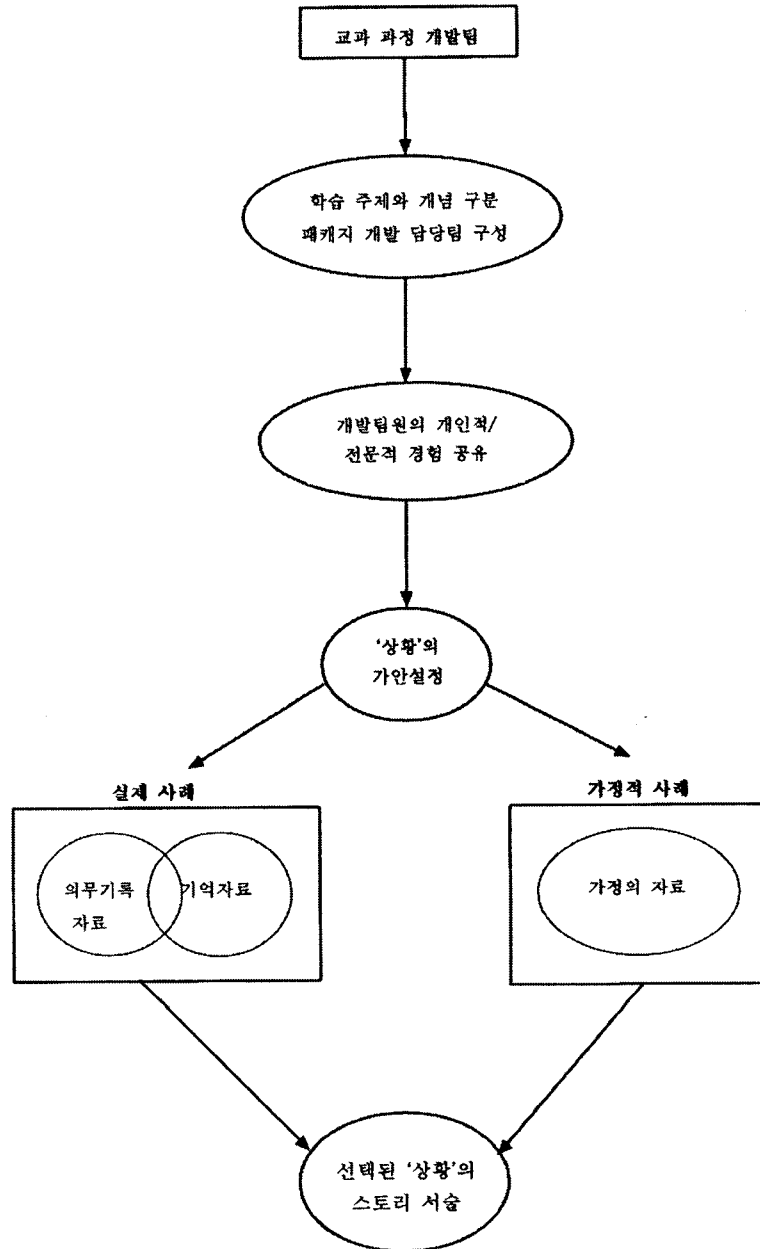 교과 과정 개발팀
학습 주제와 개념 구분
패캐지 개발 담당팀 구성
개발팀원의 개인적/
전문적 경험 공유
'상황'의
가안설정
실제 사례
가정적 사례
의무기록
자료
기억자료
가정의 자료
선택된 '상황'의
스토리 서술